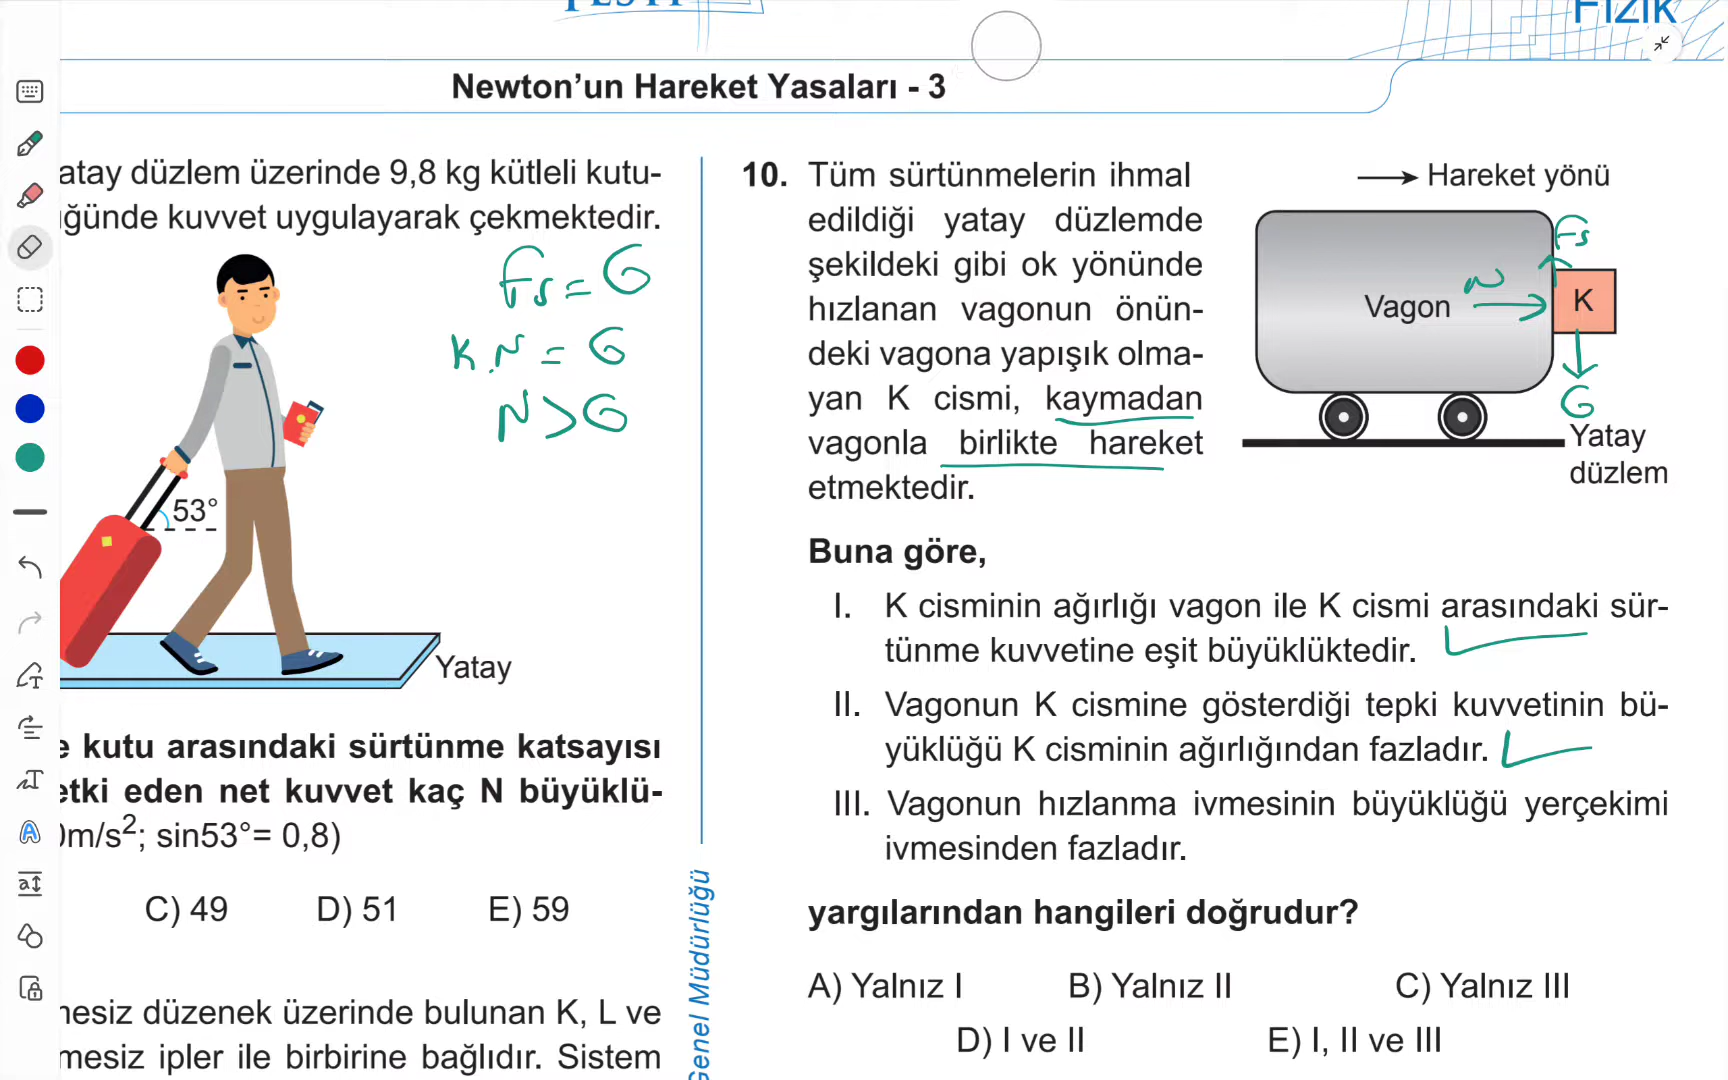 Fizik
Newton’un Hareket Yasaları - 3
atay düzlem üzerinde 9,8 kg kütleli kutu-
ğünde kuvvet uygulayarak çekmektedir.
Fs = G
k.N = G
N > G
53°
Yatay
e kutu arasındaki sürtünme katsayısı
etki eden net kuvvet kaç N büyüklü-
0m/s²; sin53°= 0,8)
C) 49 D) 51 E) 59
mesiz düzenek üzerinde bulunan K, L ve
mesiz ipler ile birbirine bağlıdır. Sistem
Genel Müdürlüğü
10. Tüm sürtünmelerin ihmal
edildiği yatay düzlemde
şekildeki gibi ok yönünde
hızlanan vagonun önün-
deki vagona yapışık olma-
yan K cismi, kaymadan
vagonla birlikte hareket
etmektedir.
Hareket yönü
Fs
N
Vagon
K
G
Yatay
düzlem
Buna göre,
I. K cisminin ağırlığı vagon ile K cismi arasındaki sür-
tünme kuvvetine eşit büyüklüktedir.
II. Vagonun K cismine gösterdiği tepki kuvvetinin bü-
yüklüğü K cisminin ağırlığından fazladır.
III. Vagonun hızlanma ivmesinin büyüklüğü yerçekimi
ivmesinden fazladır.
yargılarından hangileri doğrudur?
A) Yalnız I B) Yalnız II C) Yalnız III
D) I ve II E) I, II ve III